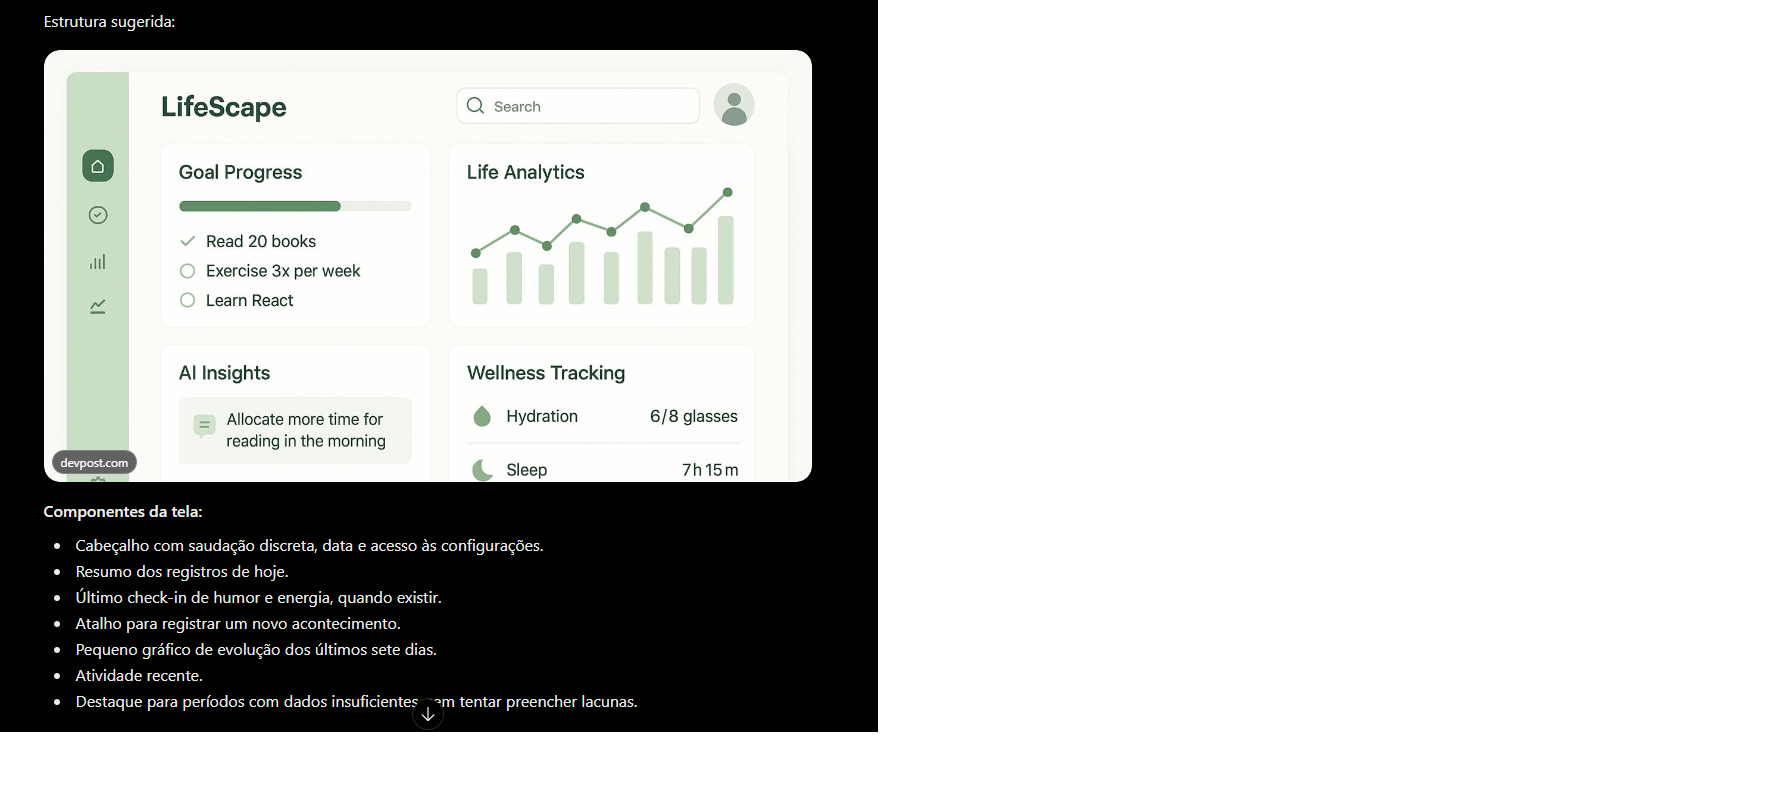 Estrutura sugerida:
LifeScape
Search
Goal Progress
Read 20 books
Exercise 3x per week
Learn React
Life Analytics
AI Insights
Allocate more time for
reading in the morning
Wellness Tracking
Hydration 6/8 glasses
Sleep 7h 15m
devpost.com
Componentes da tela:
• Cabeçalho com saudação discreta, data e acesso às configurações.
• Resumo dos registros de hoje.
• Último check-in de humor e energia, quando existir.
• Atalho para registrar um novo acontecimento.
• Pequeno gráfico de evolução dos últimos sete dias.
• Atividade recente.
• Destaque para períodos com dados insuficientes tentar preencher lacunas.